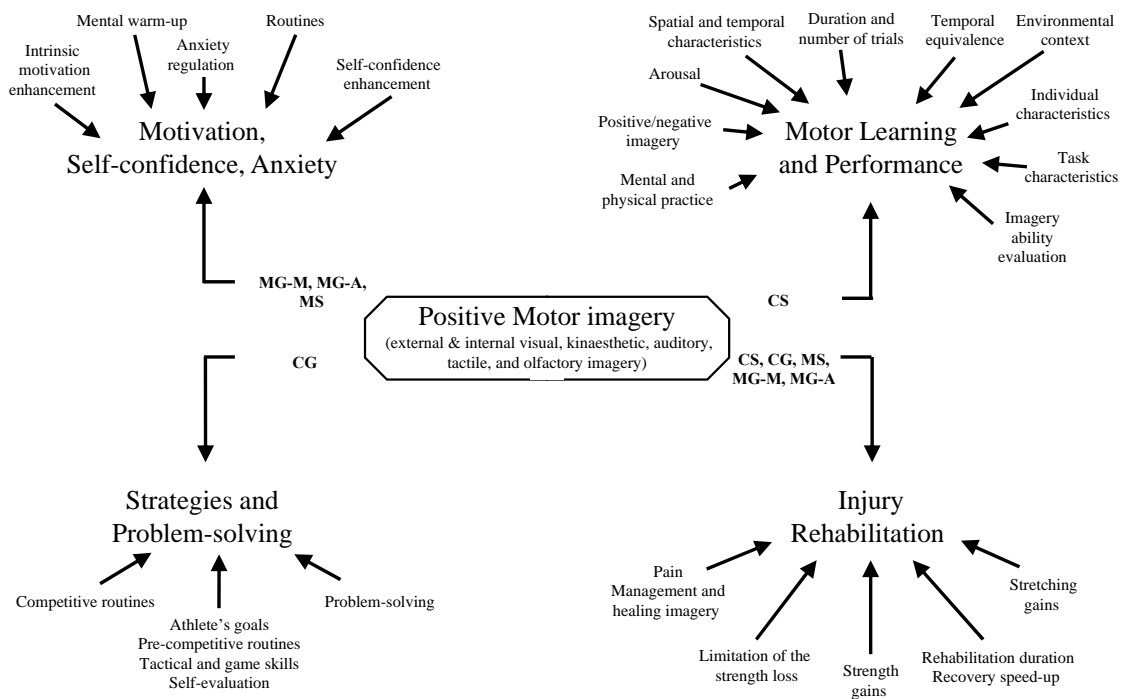 Mental warm-up
Routines
Intrinsic
motivation
enhancement
Anxiety
regulation
Self-confidence
enhancement
Motivation,
Self-confidence, Anxiety
Spatial and temporal
characteristics
Duration and
number of trials
Temporal
equivalence
Environmental
context
Arousal
Individual
characteristics
Positive/negative
imagery
Motor Learning
and Performance
Task
characteristics
Mental and
physical practice
Imagery
ability
evaluation
MG-M, MG-A,
MS
CS
Positive Motor imagery
(external & internal visual, kinaesthetic, auditory,
tactile, and olfactory imagery)
CG
CS, CG, MS,
MG-M, MG-A
Strategies and
Problem-solving
Competitive routines
Athlete's goals
Pre-competitive routines
Tactical and game skills
Self-evaluation
Problem-solving
Injury
Rehabilitation
Pain
Management and
healing imagery
Limitation of the
strength loss
Strength
gains
Rehabilitation duration
Recovery speed-up
Stretching
gains